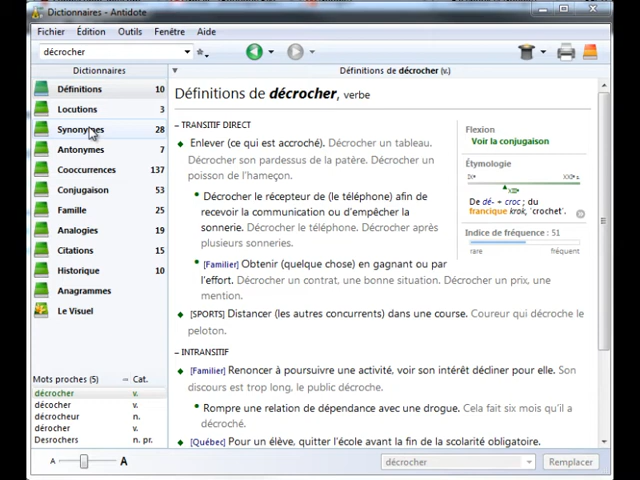 Dictionnaires - Antidote
Fichier Édition Outils Fenêtre Aide
décrocher
Dictionnaires
Définitions 10
Locutions 3
Synonymes 28
Antonymes 7
Cooccurrences 137
Conjugaison 53
Famille 25
Analogies 19
Citations 15
Historique 10
Anagrammes
Le Visuel
Mots proches (5) Cat.
décrocher v.
décocher v.
décrocheur n.
décrocher v.
Desrochers n. pr.
A A
Définitions de décrocher (v.)
Définitions de décrocher, verbe
– TRANSITIF DIRECT
Enlever (ce qui est accroché). Décrocher un tableau.
Décrocher son pardessus de la patère. Décrocher un
poisson de l'hameçon.
Décrocher le récepteur de (le téléphone) afin de
recevoir la communication ou d'empêcher la
sonnerie. Décrocher le téléphone. Décrocher après
plusieurs sonneries.
[Familier] Obtenir (quelque chose) en gagnant ou par
l'effort. Décrocher un contrat, une bonne situation. Décrocher un prix, une
mention.
[SPORTS] Distancer (les autres concurrents) dans une course. Coureur qui décroche le
peloton.
– INTRANSITIF
[Familier] Renoncer à poursuivre une activité, voir son intérêt décliner pour elle. Son
discours est trop long, le public décroche.
Rompre une relation de dépendance avec une drogue. Cela fait six mois qu'il a
décroché.
[Québec] Pour un élève, quitter l'école avant la fin de la scolarité obligatoire.
Flexion
Voir la conjugaison
Étymologie
De dé- + croc ; du
francique krok, 'crochet'.
Indice de fréquence : 51
rare fréquent
décrocher Remplacer